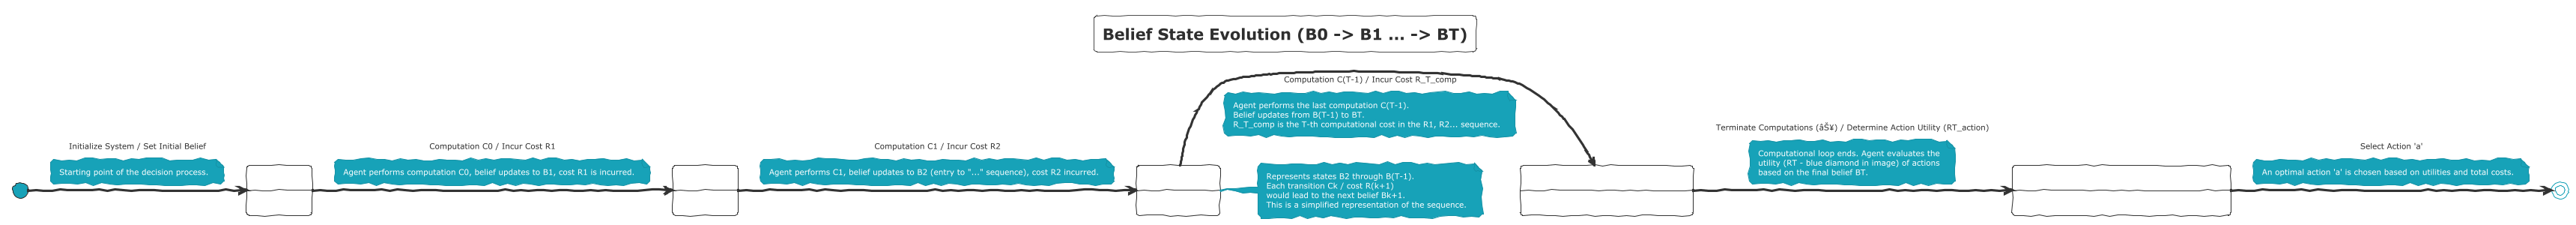 Belief State Evolution (B0 -> B1 ... -> BT)
Initialize System / Set Initial Belief
Starting point of the decision process.
Computation C0 / Incur Cost R1
Agent performs computation C0, belief updates to B1, cost R1 is incurred.
Computation C1 / Incur Cost R2
Agent performs C1, belief updates to B2 (entry to "..." sequence), cost R2 incurred.
Computation C(T-1) / Incur Cost R_T_comp
Agent performs the last computation C(T-1).
Belief updates from B(T-1) to BT.
R_T_comp is the T-th computational cost in the R1, R2... sequence.
Represents states B2 through B(T-1).
Each transition Ck / cost R(k+1)
would lead to the next belief Bk+1.
This is a simplified representation of the sequence.
Terminate Computations (âŠ¥) / Determine Action Utility (RT_action)
Computational loop ends. Agent evaluates the
utility (RT - blue diamond in image) of actions
based on the final belief BT.
Select Action 'a'
An optimal action 'a' is chosen based on utilities and total costs.